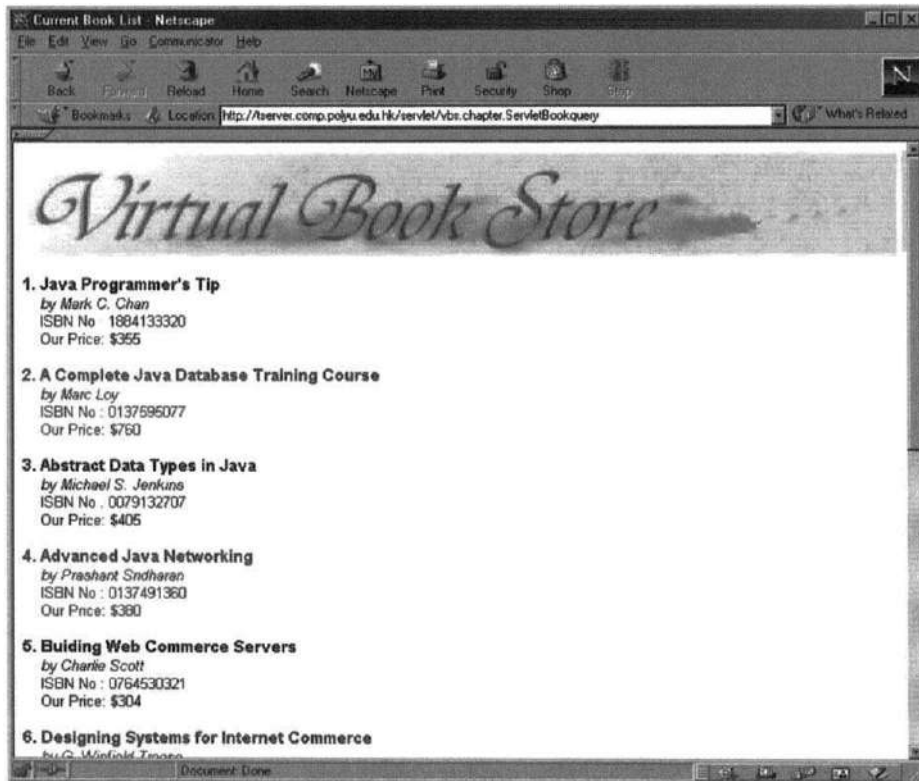 Current Book List - Netscape
File Edit View Go Communicator Help
Back Forward Reload Home Search Netscape Print Security Shop Stop
Bookmarks Location http://tserver.comp.polyu.edu.hk/servlet/vbs.chapter.ServletBookquery What's Related
Virtual Book Store
1. Java Programmer's Tip
by Mark C. Chan
ISBN No : 1884133320
Our Price: $355
2. A Complete Java Database Training Course
by Marc Loy
ISBN No : 0137595077
Our Price: $760
3. Abstract Data Types in Java
by Michael S. Jenkins
ISBN No : 0079132707
Our Price: $405
4. Advanced Java Networking
by Prashant Sridharan
ISBN No : 0137491360
Our Price: $380
5. Buiding Web Commerce Servers
by Charlie Scott
ISBN No : 0764530321
Our Price: $304
6. Designing Systems for Internet Commerce
by G. Winfield
Document: Done